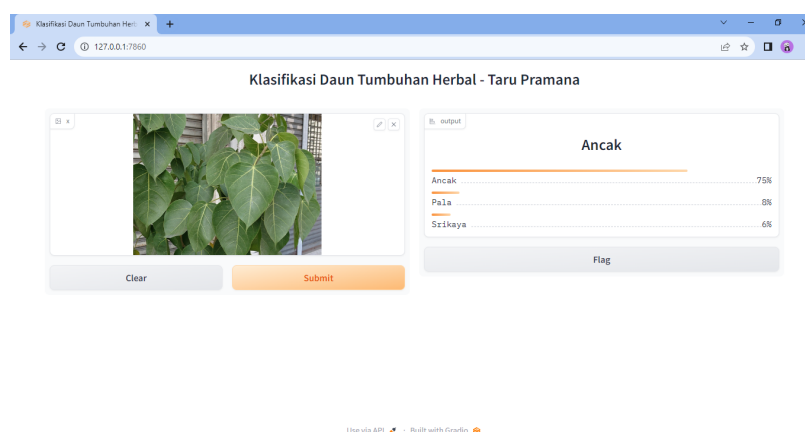 Klasifikasi Daun Tumbuhan Herb
127.0.0.1:7860
Klasifikasi Daun Tumbuhan Herbal - Taru Pramana
x
output
Ancak
Ancak 75%
Pala 8%
Srikaya 6%
Clear
Submit
Flag
Use via API · Built with Gradio